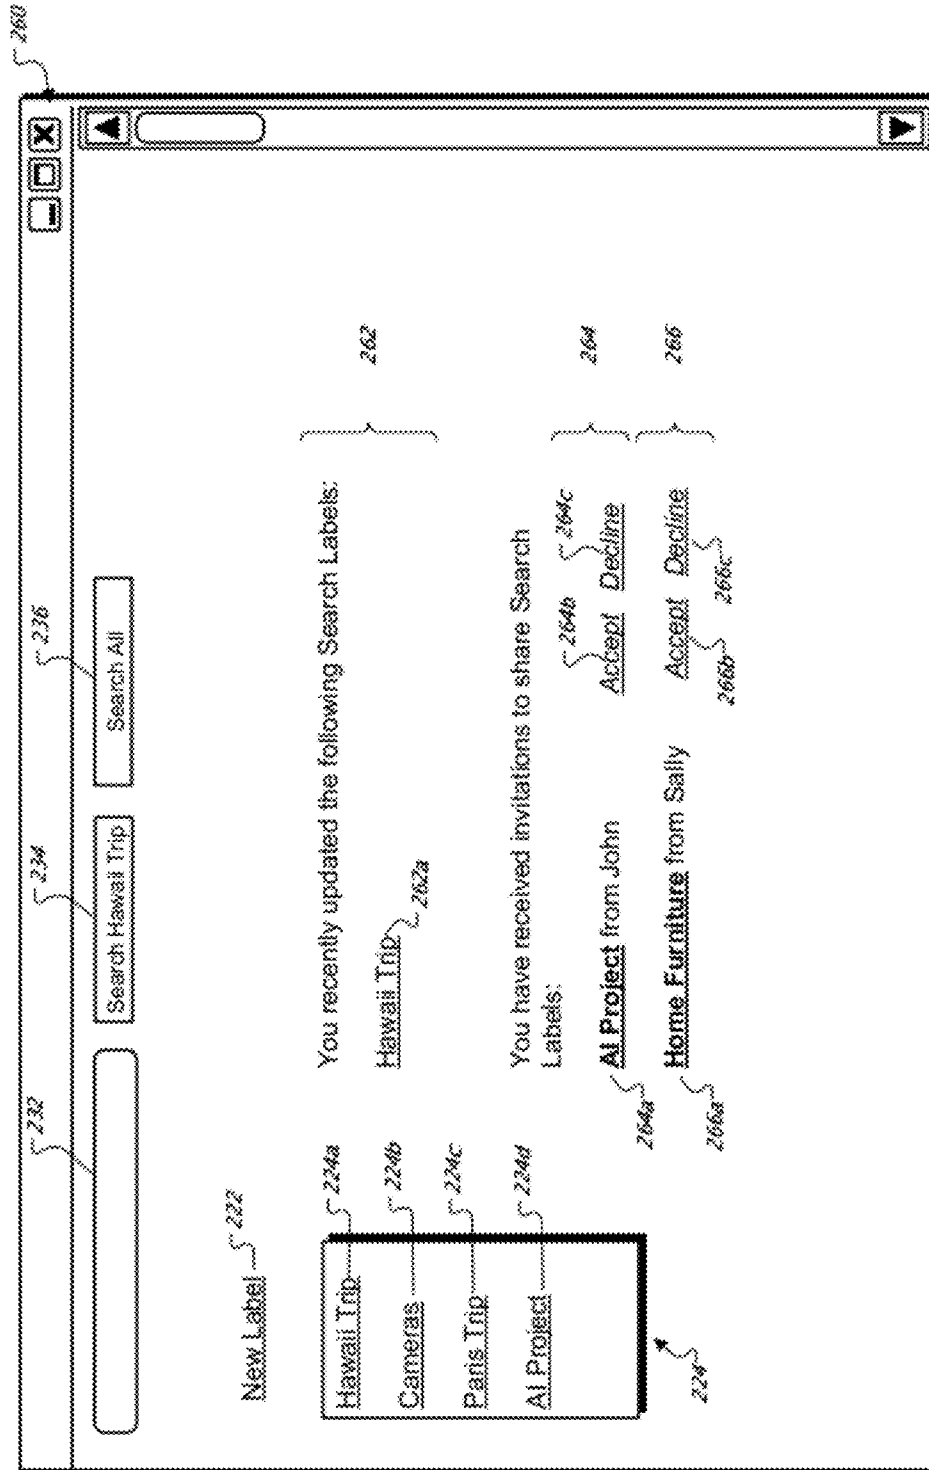 260
232
234
236
Search Hawaii Trip
Search All
New Label
222
Hawaii Trip
224a
Cameras
224b
Paris Trip
224c
AI Project
224d
224
You recently updated the following Search Labels:
262
Hawaii Trip
262a
You have received invitations to share Search
Labels:
264b
264c
264
AI Project from John Accept Decline
264a
266
Home Furniture from Sally Accept Decline
266a
266b
266c